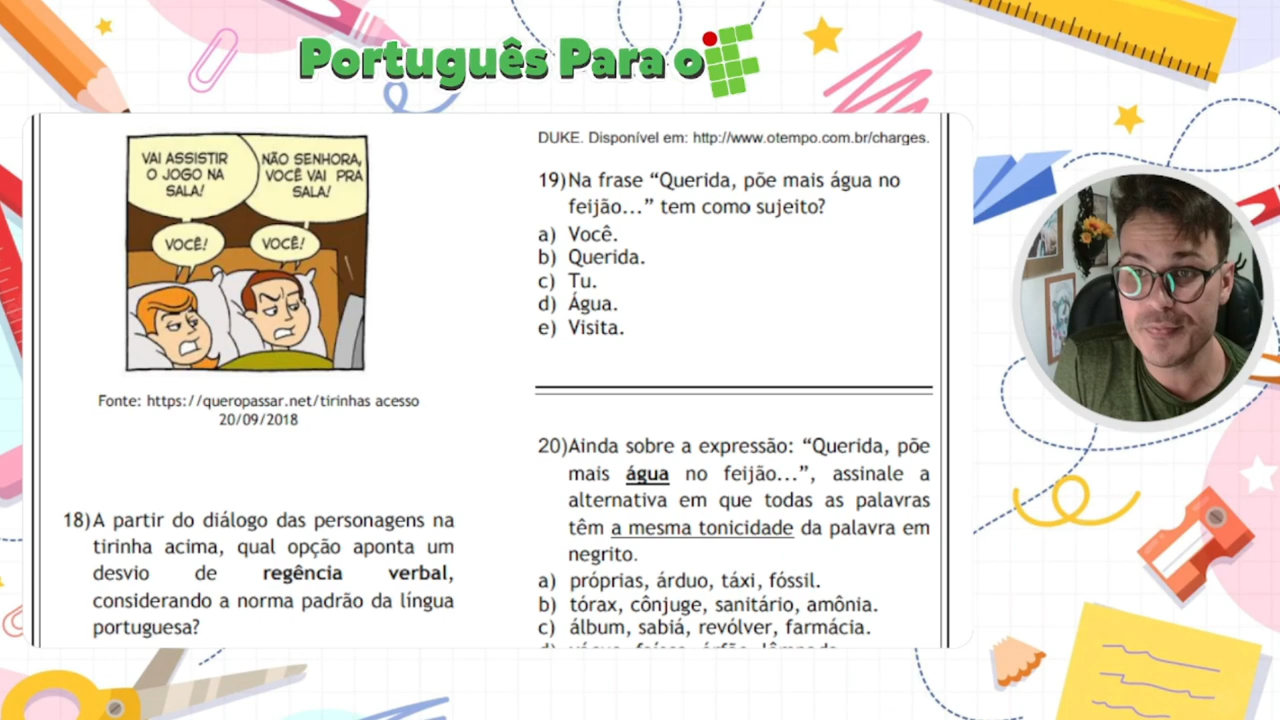 Português Para o
VAI ASSISTIR
O JOGO NA
SALA!
NÃO SENHORA,
VOCÊ VAI PRA
SALA!
VOCÊ!
VOCÊ!
Fonte: https://queropassar.net/tirinhas acesso
20/09/2018
18)A partir do diálogo das personagens na
tirinha acima, qual opção aponta um
desvio de regência verbal,
considerando a norma padrão da língua
portuguesa?
DUKE. Disponível em: http://www.otempo.com.br/charges.
19)Na frase “Querida, põe mais água no
feijão...” tem como sujeito?
a) Você.
b) Querida.
c) Tu.
d) Água.
e) Visita.
20)Ainda sobre a expressão: “Querida, põe
mais água no feijão...”, assinale a
alternativa em que todas as palavras
têm a mesma tonicidade da palavra em
negrito.
a) próprias, árduo, táxi, fóssil.
b) tórax, cônjuge, sanitário, amônia.
c) álbum, sabiá, revólver, farmácia.